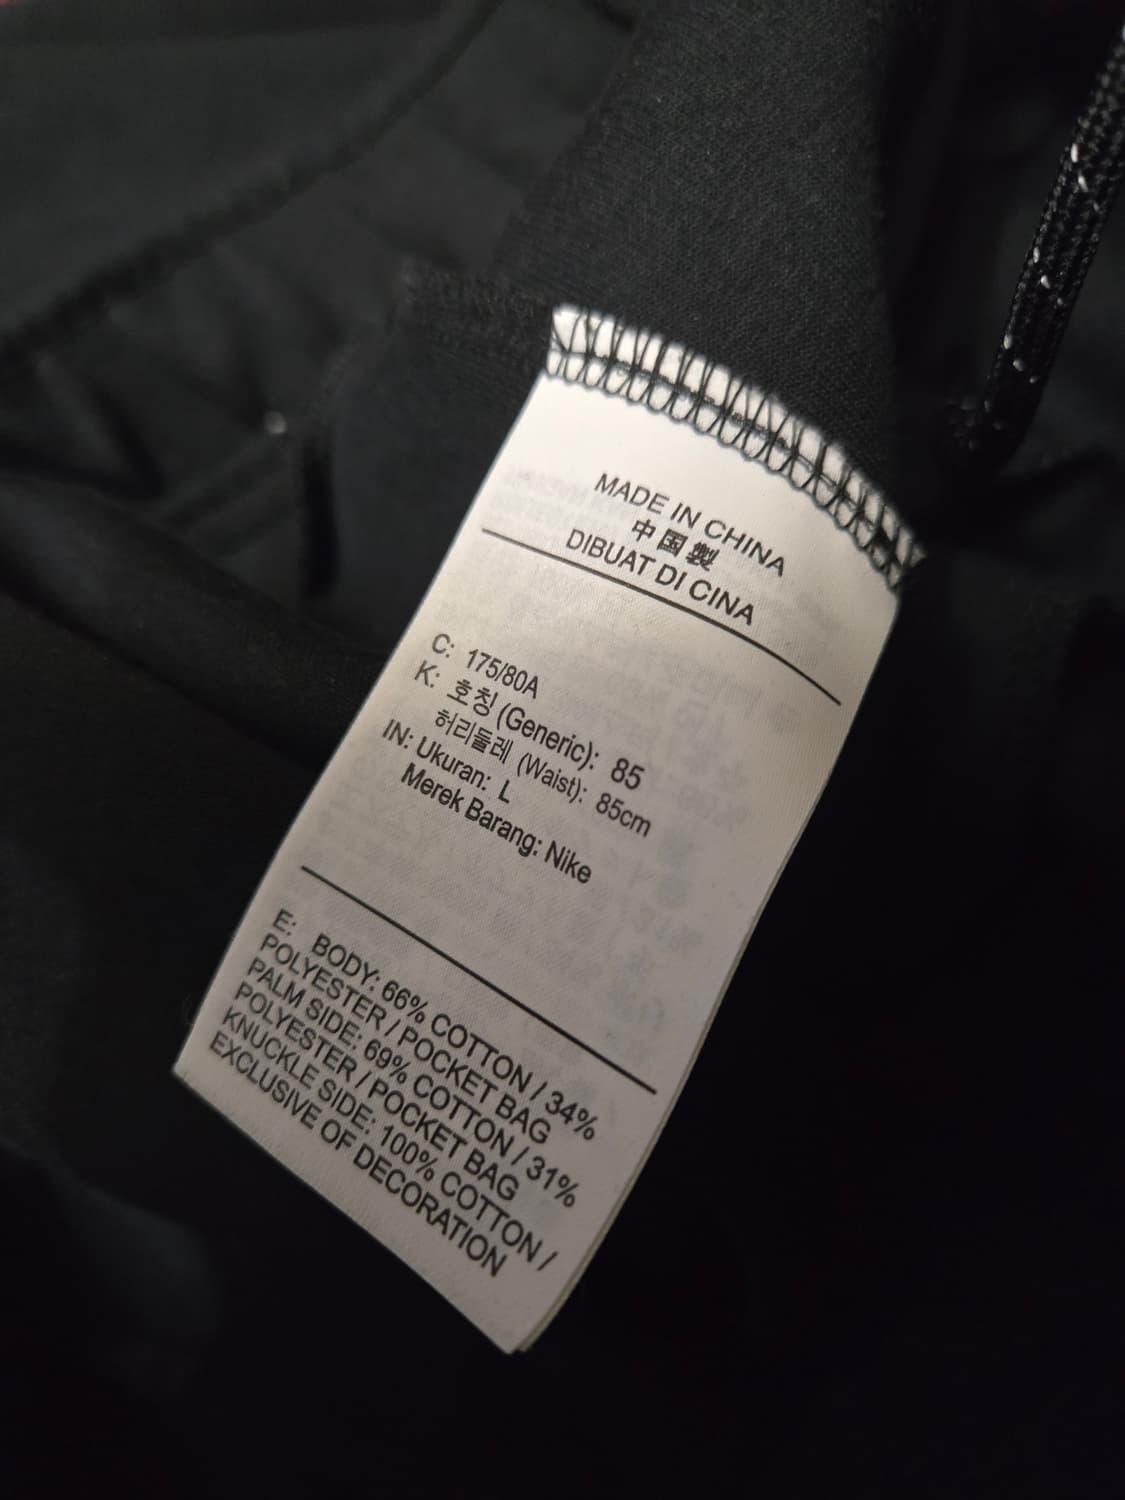 MADE IN CHINA
中国製
DIBUAT DI CINA
C: 175/80A
K: 호칭 (Generic): 85
허리둘레 (Waist): 85cm
IN: Ukuran: L
Merek Barang: Nike
E: BODY: 66% COTTON / 34%
POLYESTER / POCKET BAG
PALM SIDE: 69% COTTON / 31%
POLYESTER / POCKET BAG
KNUCKLE SIDE: 100% COTTON /
EXCLUSIVE OF DECORATION